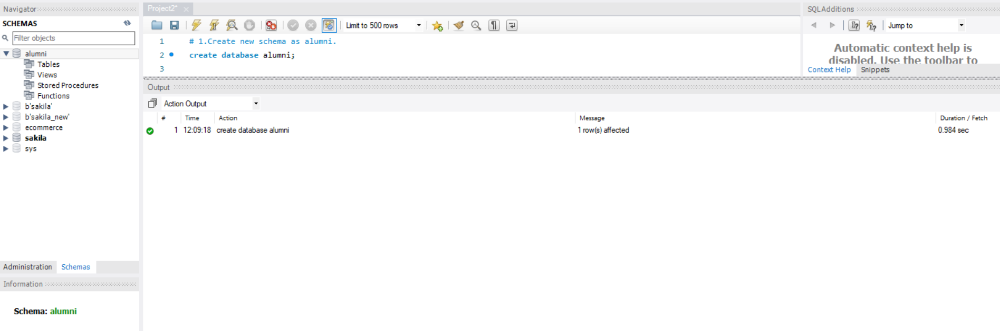 Navigator
SCHEMAS
Filter objects
alumni
Tables
Views
Stored Procedures
Functions
b'sakila'
b'sakila_new'
ecommerce
sakila
sys
Administration Schemas
Information
Schema: alumni
Project2*
Limit to 500 rows
1 # 1.Create new schema as alumni.
2 create database alumni;
3
Output
Action Output
# Time Action Message Duration / Fetch
1 12:09:18 create database alumni 1 row(s) affected 0.984 sec
SQLAdditions
Jump to
Automatic context help is
disabled. Use the toolbar to
Context Help Snippets